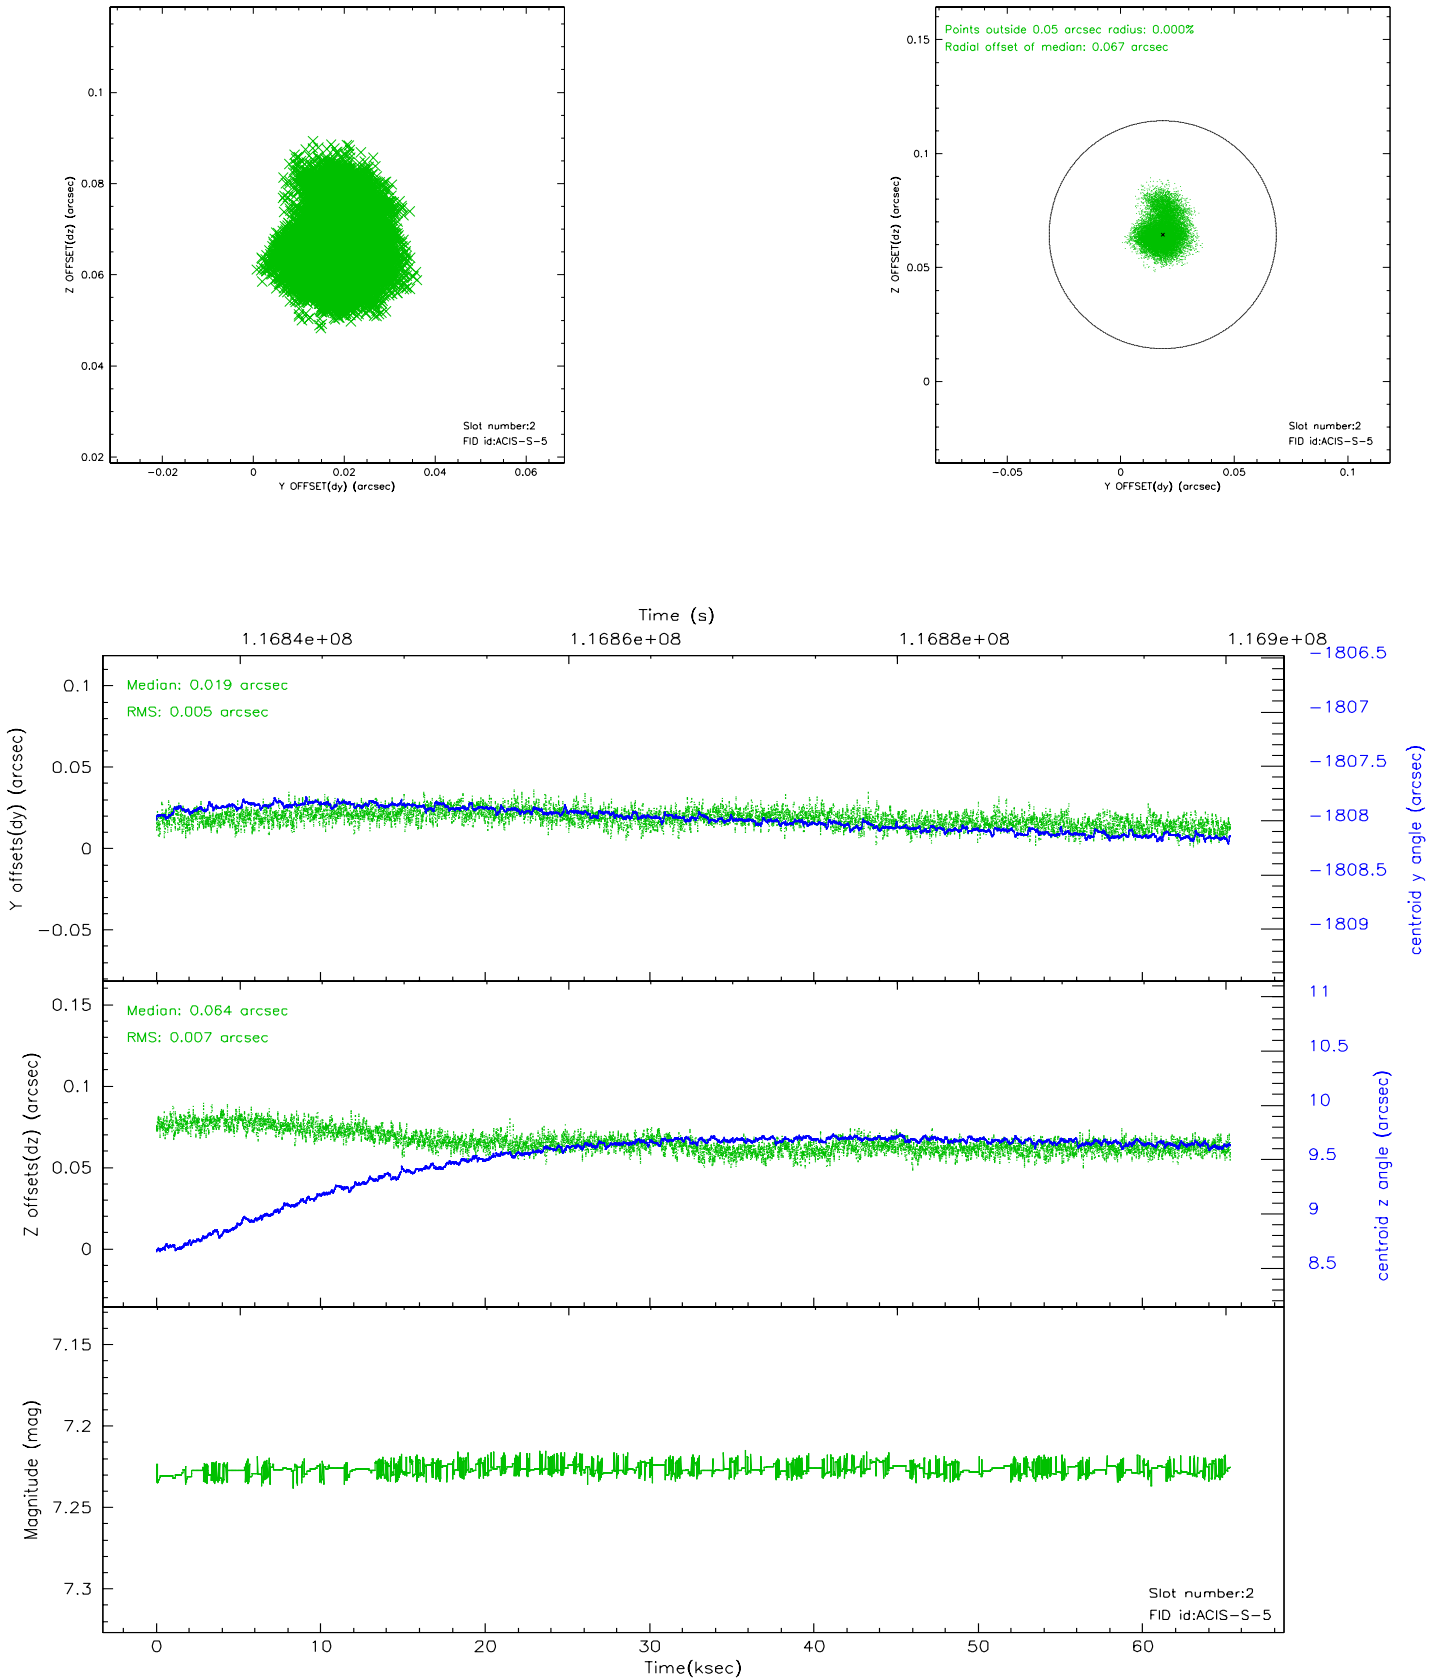 0.1
0.08
0.06
0.04
0.02
Z OFFSET(dz) (arcsec)
Slot number:2
FID id:ACIS-S-5
-0.02 0 0.02 0.04 0.06
Y OFFSET(dy) (arcsec)
Points outside 0.05 arcsec radius: 0.000%
Radial offset of median: 0.067 arcsec
0.15
0.1
0.05
0
Z OFFSET(dz) (arcsec)
Slot number:2
FID id:ACIS-S-5
-0.05 0 0.05 0.1
Y OFFSET(dy) (arcsec)
Time (s)
1.1684e+08 1.1686e+08 1.1688e+08 1.169e+08
Median: 0.019 arcsec
RMS: 0.005 arcsec
0.1
0.05
0
-0.05
Y offsets(dy) (arcsec)
-1806.5
-1807
-1807.5
-1808
-1808.5
-1809
centroid y angle (arcsec)
Median: 0.064 arcsec
RMS: 0.007 arcsec
0.15
0.1
0.05
0
Z offsets(dz) (arcsec)
11
10.5
10
9.5
9
8.5
centroid z angle (arcsec)
7.15
7.2
7.25
7.3
Magnitude (mag)
Slot number:2
FID id:ACIS-S-5
0 10 20 30 40 50 60
Time(ksec)